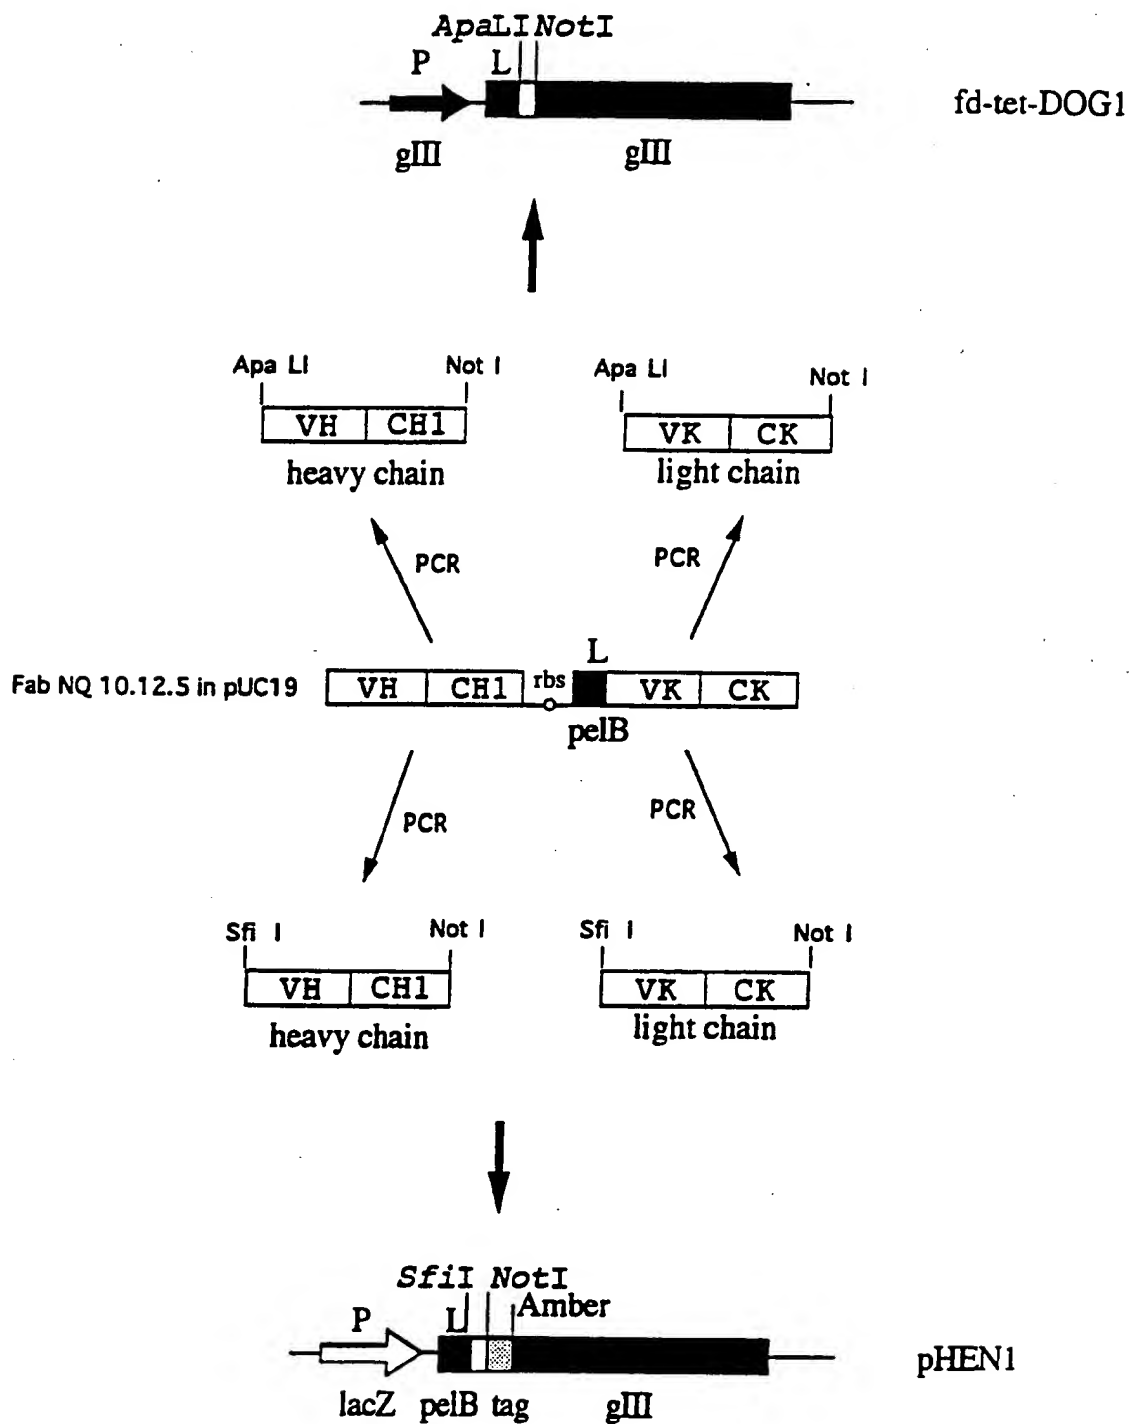 ApaLI NotI
P L
fd-tet-DOG1
gIII gIII
Apa LI Not I Apa LI Not I
VH CH1 VK CK
heavy chain light chain
PCR PCR
L
Fab NQ 10.12.5 in pUC19 VH CH1 rbs VK CK
pelB
PCR PCR
Sfi I Not I Sfi I Not I
VH CH1 VK CK
heavy chain light chain
SfiI NotI
P L Amber
pHEN1
lacZ pelB tag gIII